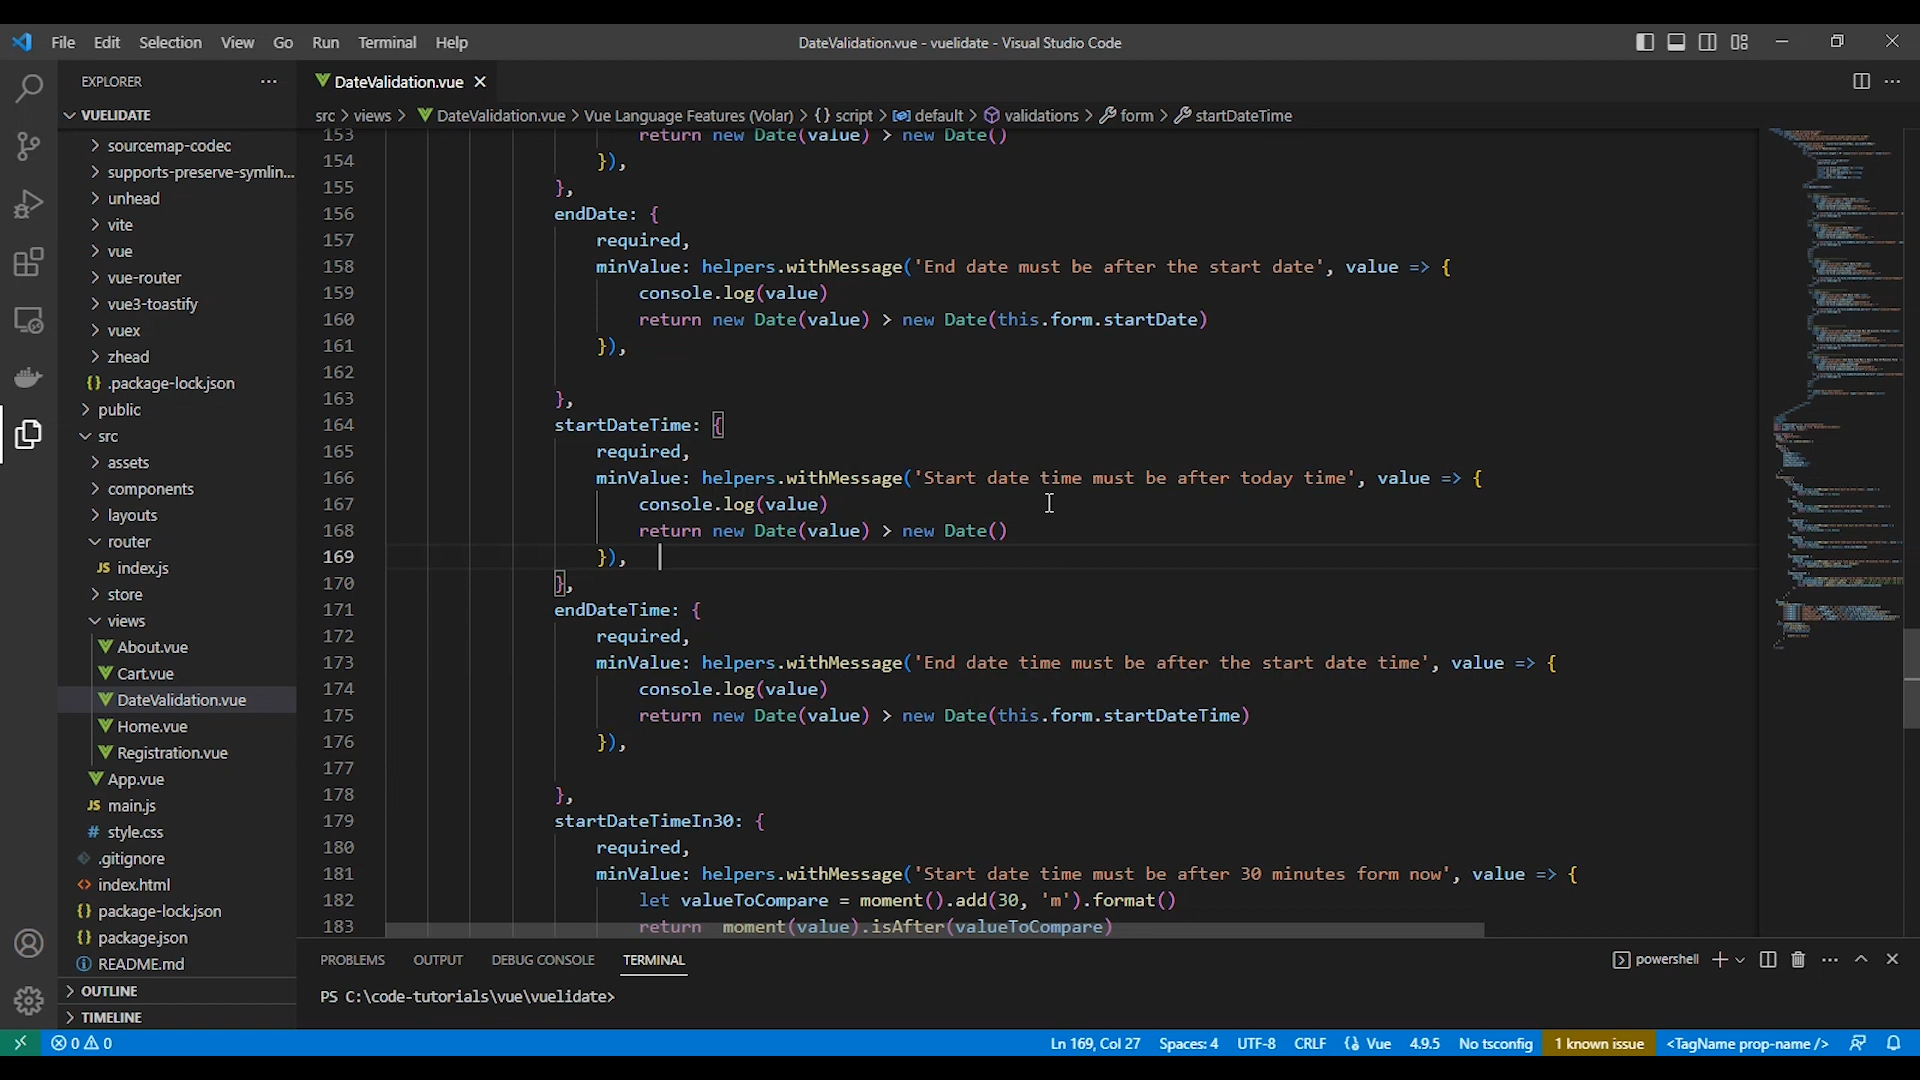 File Edit Selection View Go Run Terminal Help
DateValidation.vue - vuelidate - Visual Studio Code
EXPLORER
DateValidation.vue
VUELIDATE
src > views > DateValidation.vue > Vue Language Features (Volar) > {} script > default > validations > form > startDateTime
sourcemap-codec
supports-preserve-symlin...
unhead
vite
vue
vue-router
vue3-toastify
vuex
zhead
{} .package-lock.json
public
src
assets
components
layouts
router
JS index.js
store
views
About.vue
Cart.vue
DateValidation.vue
Home.vue
Registration.vue
App.vue
JS main.js
# style.css
.gitignore
<> index.html
{} package-lock.json
{} package.json
README.md
OUTLINE
TIMELINE
153 return new Date(value) > new Date()
154 }),
155 },
156 endDate: {
157 required,
158 minValue: helpers.withMessage('End date must be after the start date', value => {
159 console.log(value)
160 return new Date(value) > new Date(this.form.startDate)
161 }),
162
163 },
164 startDateTime: {
165 required,
166 minValue: helpers.withMessage('Start date time must be after today time', value => {
167 console.log(value)
168 return new Date(value) > new Date()
169 }),
170 },
171 endDateTime: {
172 required,
173 minValue: helpers.withMessage('End date time must be after the start date time', value => {
174 console.log(value)
175 return new Date(value) > new Date(this.form.startDateTime)
176 }),
177
178 },
179 startDateTimeIn30: {
180 required,
181 minValue: helpers.withMessage('Start date time must be after 30 minutes form now', value => {
182 let valueToCompare = moment().add(30, 'm').format()
183 return moment(value).isAfter(valueToCompare)
PROBLEMS OUTPUT DEBUG CONSOLE TERMINAL
powershell
PS C:\code-tutorials\vue\vuelidate>
0 0
Ln 169, Col 27 Spaces: 4 UTF-8 CRLF Vue 4.9.5 No tsconfig 1 known issue <TagName prop-name />